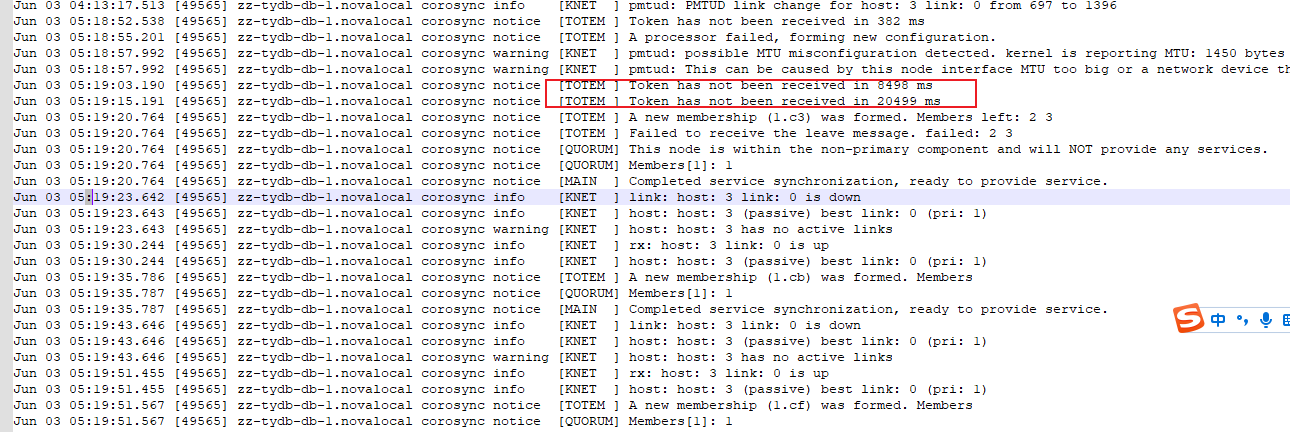 Jun 03 04:13:17.513 [49565] zz-tydb-db-1.novalocal corosync info    [KNET  ] pmtud: PMTUD link change for host: 3 link: 0 from 697 to 1396
Jun 03 05:18:52.538 [49565] zz-tydb-db-1.novalocal corosync notice  [TOTEM ] Token has not been received in 382 ms
Jun 03 05:18:55.201 [49565] zz-tydb-db-1.novalocal corosync notice  [TOTEM ] A processor failed, forming new configuration.
Jun 03 05:18:57.992 [49565] zz-tydb-db-1.novalocal corosync warning [KNET  ] pmtud: possible MTU misconfiguration detected. kernel is reporting MTU: 1450 bytes
Jun 03 05:18:57.992 [49565] zz-tydb-db-1.novalocal corosync warning [KNET  ] pmtud: This can be caused by this node interface MTU too big or a network device th
Jun 03 05:19:03.190 [49565] zz-tydb-db-1.novalocal corosync notice  [TOTEM ] Token has not been received in 8498 ms
Jun 03 05:19:15.191 [49565] zz-tydb-db-1.novalocal corosync notice  [TOTEM ] Token has not been received in 20499 ms
Jun 03 05:19:20.764 [49565] zz-tydb-db-1.novalocal corosync notice  [TOTEM ] A new membership (1.c3) was formed. Members left: 2 3
Jun 03 05:19:20.764 [49565] zz-tydb-db-1.novalocal corosync notice  [TOTEM ] Failed to receive the leave message. failed: 2 3
Jun 03 05:19:20.764 [49565] zz-tydb-db-1.novalocal corosync notice  [QUORUM] This node is within the non-primary component and will NOT provide any services.
Jun 03 05:19:20.764 [49565] zz-tydb-db-1.novalocal corosync notice  [QUORUM] Members[1]: 1
Jun 03 05:19:20.764 [49565] zz-tydb-db-1.novalocal corosync notice  [MAIN  ] Completed service synchronization, ready to provide service.
Jun 03 05:19:23.642 [49565] zz-tydb-db-1.novalocal corosync info    [KNET  ] link: host: 3 link: 0 is down
Jun 03 05:19:23.643 [49565] zz-tydb-db-1.novalocal corosync info    [KNET  ] host: host: 3 (passive) best link: 0 (pri: 1)
Jun 03 05:19:23.643 [49565] zz-tydb-db-1.novalocal corosync warning [KNET  ] host: host: 3 has no active links
Jun 03 05:19:30.244 [49565] zz-tydb-db-1.novalocal corosync info    [KNET  ] rx: host: 3 link: 0 is up
Jun 03 05:19:30.244 [49565] zz-tydb-db-1.novalocal corosync info    [KNET  ] host: host: 3 (passive) best link: 0 (pri: 1)
Jun 03 05:19:35.786 [49565] zz-tydb-db-1.novalocal corosync notice  [TOTEM ] A new membership (1.cb) was formed. Members
Jun 03 05:19:35.787 [49565] zz-tydb-db-1.novalocal corosync notice  [QUORUM] Members[1]: 1
Jun 03 05:19:35.787 [49565] zz-tydb-db-1.novalocal corosync notice  [MAIN  ] Completed service synchronization, ready to provide service.
Jun 03 05:19:43.646 [49565] zz-tydb-db-1.novalocal corosync info    [KNET  ] link: host: 3 link: 0 is down
Jun 03 05:19:43.646 [49565] zz-tydb-db-1.novalocal corosync info    [KNET  ] host: host: 3 (passive) best link: 0 (pri: 1)
Jun 03 05:19:43.646 [49565] zz-tydb-db-1.novalocal corosync warning [KNET  ] host: host: 3 has no active links
Jun 03 05:19:51.455 [49565] zz-tydb-db-1.novalocal corosync info    [KNET  ] rx: host: 3 link: 0 is up
Jun 03 05:19:51.455 [49565] zz-tydb-db-1.novalocal corosync info    [KNET  ] host: host: 3 (passive) best link: 0 (pri: 1)
Jun 03 05:19:51.567 [49565] zz-tydb-db-1.novalocal corosync notice  [TOTEM ] A new membership (1.cf) was formed. Members
Jun 03 05:19:51.567 [49565] zz-tydb-db-1.novalocal corosync notice  [QUORUM] Members[1]: 1
S 中